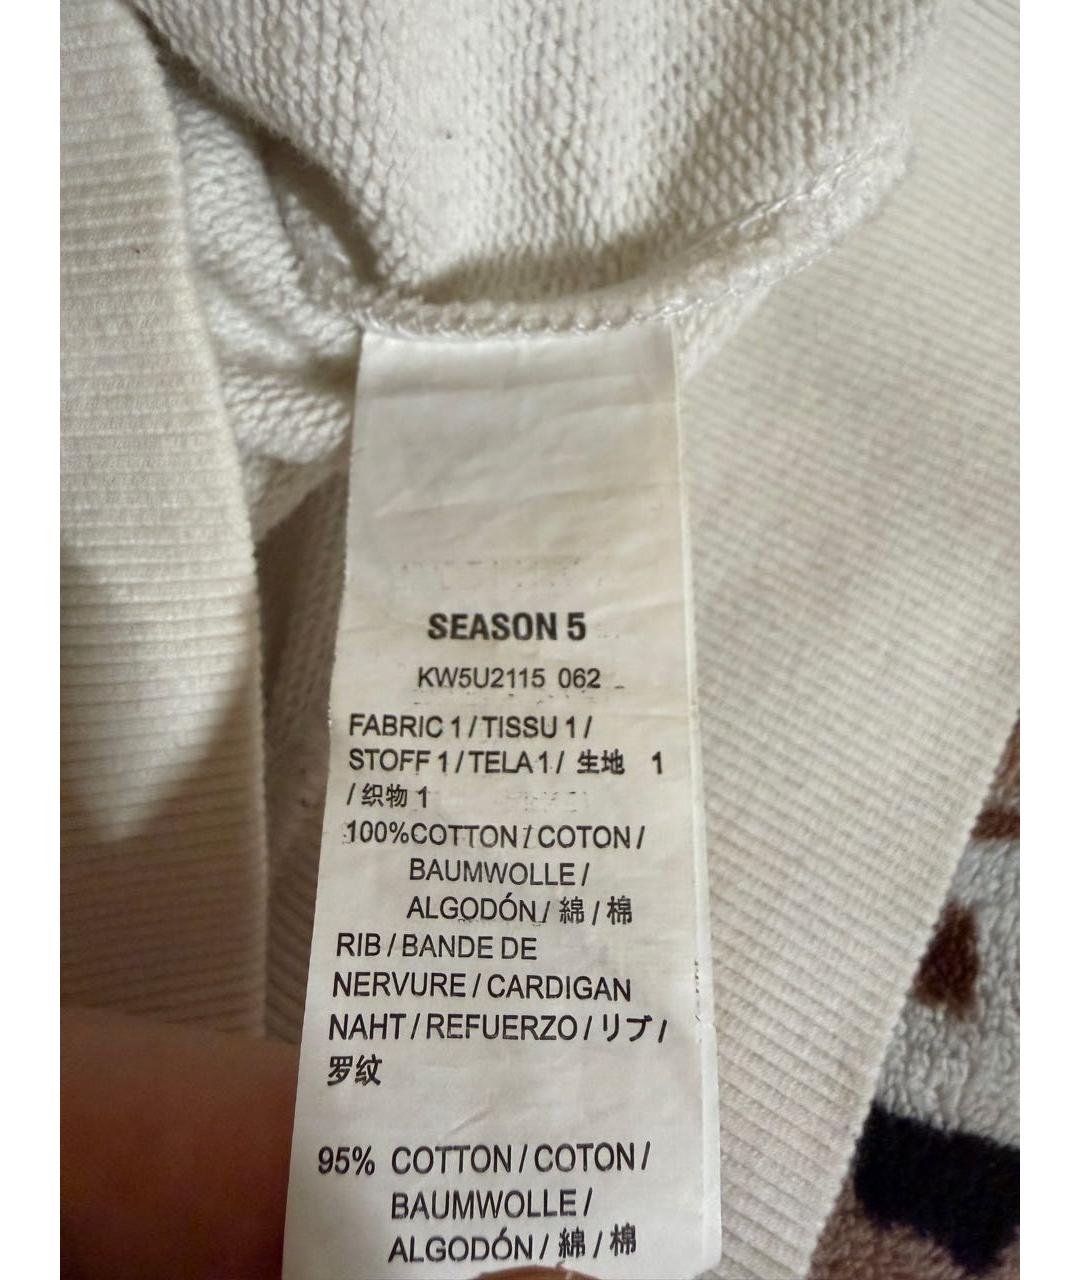 SEASON 5
KW5U2115 062
FABRIC 1 / TISSU 1 /
STOFF 1 / TELA 1 / 生地 1
/ 织物 1
100%COTTON / COTON /
BAUMWOLLE /
ALGODÓN / 綿 / 棉
RIB / BANDE DE
NERVURE / CARDIGAN
NAHT / REFUERZO / リブ /
罗纹
95% COTTON / COTON /
BAUMWOLLE /
ALGODÓN / 綿 / 棉